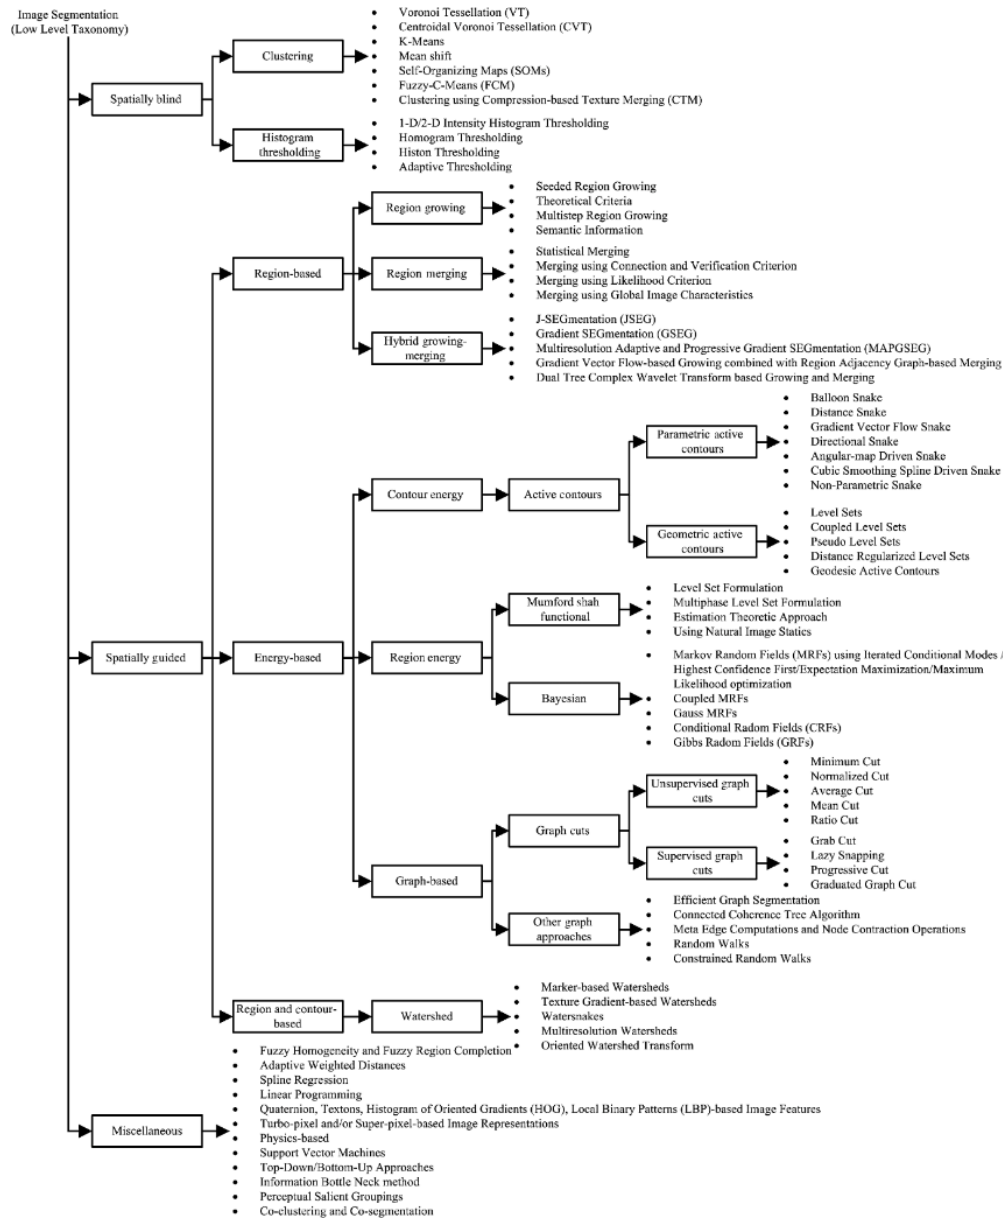 Image Segmentation
(Low Level Taxonomy)
Spatially blind
Clustering
• Voronoi Tessellation (VT)
• Centroidal Voronoi Tessellation (CVT)
• K-Means
• Mean shift
• Self-Organizing Maps (SOMs)
• Fuzzy-C-Means (FCM)
• Clustering using Compression-based Texture Merging (CTM)
Histogram
thresholding
• 1-D/2-D Intensity Histogram Thresholding
• Homogram Thresholding
• Histon Thresholding
• Adaptive Thresholding
Spatially guided
Region-based
Region growing
• Seeded Region Growing
• Theoretical Criteria
• Multistep Region Growing
• Semantic Information
Region merging
• Statistical Merging
• Merging using Connection and Verification Criterion
• Merging using Likelihood Criterion
• Merging using Global Image Characteristics
Hybrid growing-
merging
• J-SEGmentation (JSEG)
• Gradient SEGmentation (GSEG)
• Multiresolution Adaptive and Progressive Gradient SEGmentation (MAPGSEG)
• Gradient Vector Flow-based Growing combined with Region Adjacency Graph-based Merging
• Dual Tree Complex Wavelet Transform based Growing and Merging
Energy-based
Contour energy
Active contours
Parametric active
contours
• Balloon Snake
• Distance Snake
• Gradient Vector Flow Snake
• Directional Snake
• Angular-map Driven Snake
• Cubic Smoothing Spline Driven Snake
• Non-Parametric Snake
Geometric active
contours
• Level Sets
• Coupled Level Sets
• Pseudo Level Sets
• Distance Regularized Level Sets
• Geodesic Active Contours
Region energy
Mumford shah
functional
• Level Set Formulation
• Multiphase Level Set Formulation
• Estimation Theoretic Approach
• Using Natural Image Statics
Bayesian
• Markov Random Fields (MRFs) using Iterated Conditional Modes /
Highest Confidence First/Expectation Maximization/Maximum
Likelihood optimization
• Coupled MRFs
• Gauss MRFs
• Conditional Radom Fields (CRFs)
• Gibbs Radom Fields (GRFs)
Graph-based
Graph cuts
Unsupervised graph
cuts
• Minimum Cut
• Normalized Cut
• Average Cut
• Mean Cut
• Ratio Cut
Supervised graph
cuts
• Grab Cut
• Lazy Snapping
• Progressive Cut
• Graduated Graph Cut
Other graph
approaches
• Efficient Graph Segmentation
• Connected Coherence Tree Algorithm
• Meta Edge Computations and Node Contraction Operations
• Random Walks
• Constrained Random Walks
Region and contour-
based
Watershed
• Marker-based Watersheds
• Texture Gradient-based Watersheds
• Watersnakes
• Multiresolution Watersheds
• Oriented Watershed Transform
Miscellaneous
• Fuzzy Homogeneity and Fuzzy Region Completion
• Adaptive Weighted Distances
• Spline Regression
• Linear Programming
• Quaternion, Textons, Histogram of Oriented Gradients (HOG), Local Binary Patterns (LBP)-based Image Features
• Turbo-pixel and/or Super-pixel-based Image Representations
• Physics-based
• Support Vector Machines
• Top-Down/Bottom-Up Approaches
• Information Bottle Neck method
• Perceptual Salient Groupings
• Co-clustering and Co-segmentation